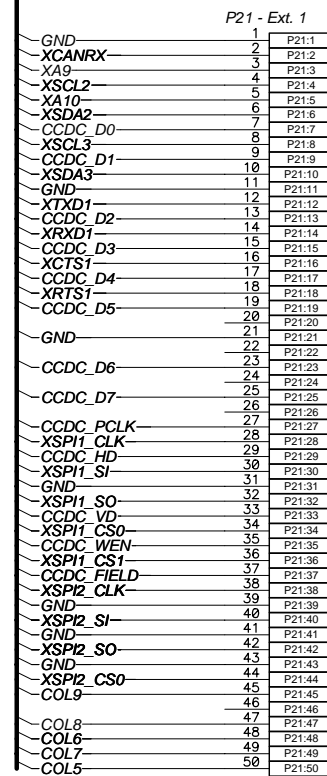 P21 - Ext. 1
GND 1 P21:1
XCANRX 2 P21:2
XA9 3 P21:3
XSCL2 4 P21:4
XA10 5 P21:5
XSDA2 6 P21:6
CCDC_D0 7 P21:7
XSCL3 8 P21:8
CCDC_D1 9 P21:9
XSDA3 10 P21:10
GND 11 P21:11
XTXD1 12 P21:12
CCDC_D2 13 P21:13
XRXD1 14 P21:14
CCDC_D3 15 P21:15
XCTS1 16 P21:16
CCDC_D4 17 P21:17
XRTS1 18 P21:18
CCDC_D5 19 P21:19
20 P21:20
GND 21 P21:21
22 P21:22
CCDC_D6 23 P21:23
24 P21:24
CCDC_D7 25 P21:25
26 P21:26
CCDC_PCLK 27 P21:27
XSPI1_CLK 28 P21:28
CCDC_HD 29 P21:29
XSPI1_SI 30 P21:30
GND 31 P21:31
XSPI1_SO 32 P21:32
CCDC_VD 33 P21:33
XSPI1_CS0 34 P21:34
CCDC_WEN 35 P21:35
XSPI1_CS1 36 P21:36
CCDC_FIELD 37 P21:37
XSPI2_CLK 38 P21:38
GND 39 P21:39
XSPI2_SI 40 P21:40
GND 41 P21:41
XSPI2_SO 42 P21:42
GND 43 P21:43
XSPI2_CS0 44 P21:44
COL9 45 P21:45
46 P21:46
COL8 47 P21:47
COL6 48 P21:48
COL7 49 P21:49
COL5 50 P21:50